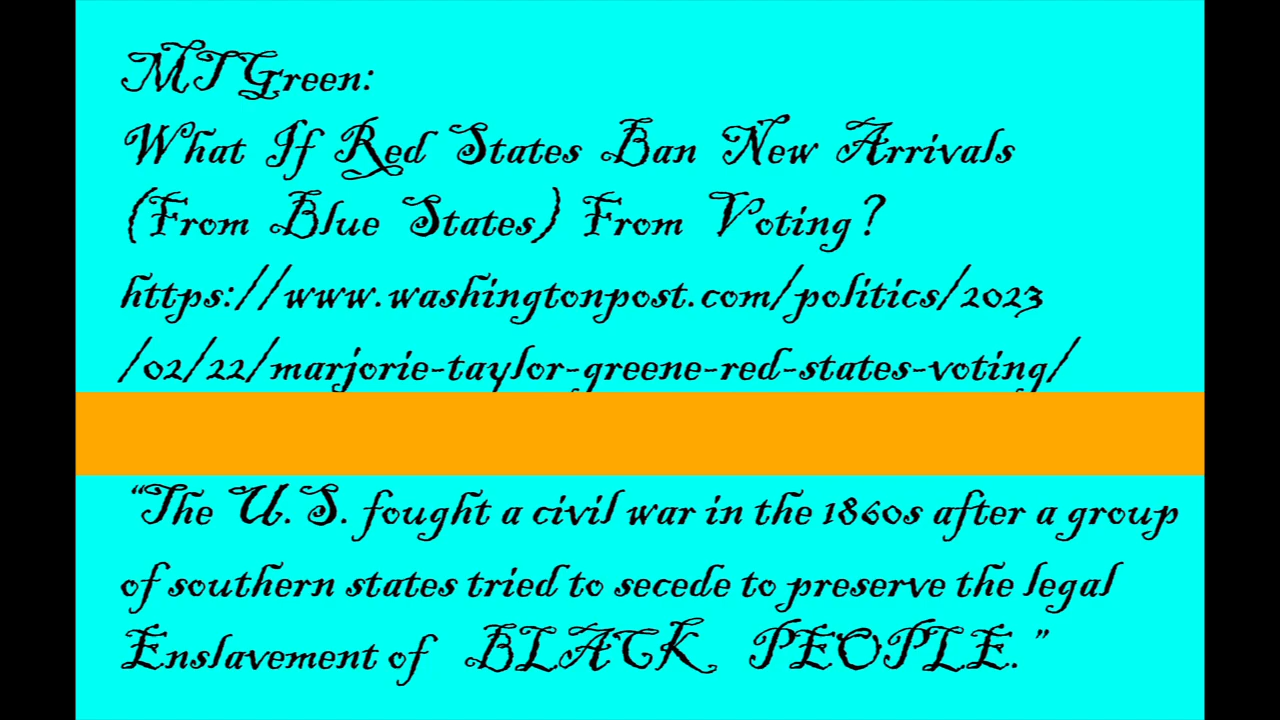 MTGreen:
What If Red States Ban New Arrivals
(From Blue States) From Voting?
https://www.washingtonpost.com/politics/2023
/02/22/marjorie-taylor-greene-red-states-voting/
“The U.S. fought a civil war in the 1860s after a group
of southern states tried to secede to preserve the legal
Enslavement of BLACK PEOPLE.”